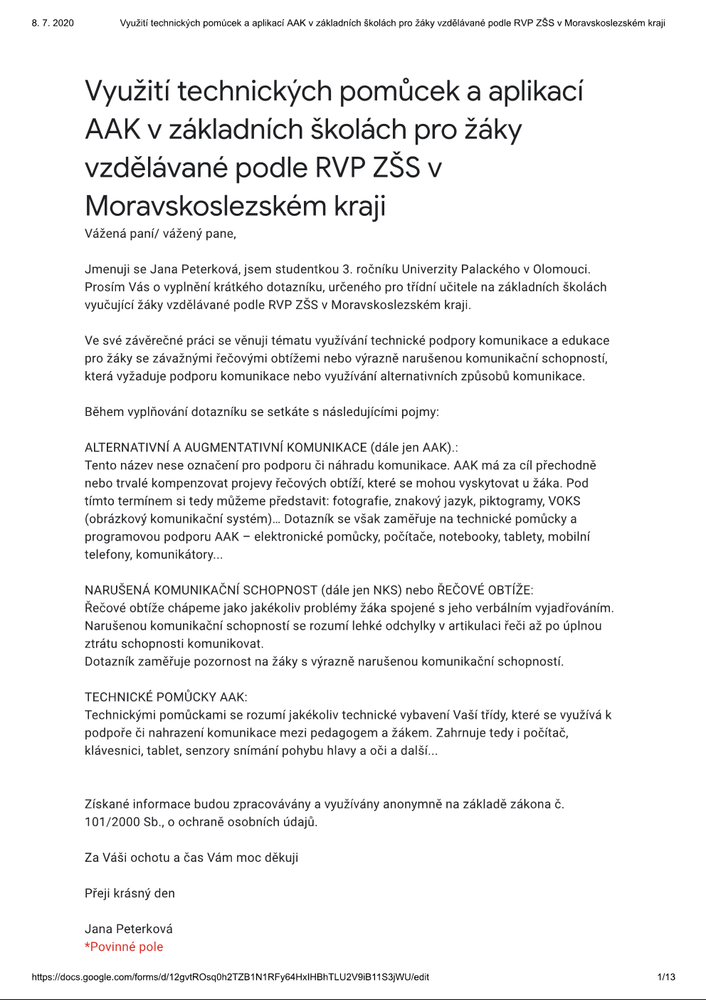 8. 7. 2020 Využití technických pomůcek a aplikací AAK v základních školách pro žáky vzdělávané podle RVP ZŠS v Moravskoslezském kraji
Využití technických pomůcek a aplikací
AAK v základních školách pro žáky
vzdělávané podle RVP ZŠS v
Moravskoslezském kraji
Vážená paní/ vážený pane,
Jmenuji se Jana Peterková, jsem studentkou 3. ročníku Univerzity Palackého v Olomouci.
Prosím Vás o vyplnění krátkého dotazníku, určeného pro třídní učitele na základních školách
vyučující žáky vzdělávané podle RVP ZŠS v Moravskoslezském kraji.
Ve své závěrečné práci se věnuji tématu využívání technické podpory komunikace a edukace
pro žáky se závažnými řečovými obtížemi nebo výrazně narušenou komunikační schopností,
která vyžaduje podporu komunikace nebo využívání alternativních způsobů komunikace.
Během vyplňování dotazníku se setkáte s následujícími pojmy:
ALTERNATIVNÍ A AUGMENTATIVNÍ KOMUNIKACE (dále jen AAK).:
Tento název nese označení pro podporu či náhradu komunikace. AAK má za cíl přechodně
nebo trvalé kompenzovat projevy řečových obtíží, které se mohou vyskytovat u žáka. Pod
tímto termínem si tedy můžeme představit: fotografie, znakový jazyk, piktogramy, VOKS
(obrázkový komunikační systém)… Dotazník se však zaměřuje na technické pomůcky a
programovou podporu AAK – elektronické pomůcky, počítače, notebooky, tablety, mobilní
telefony, komunikátory...
NARUŠENÁ KOMUNIKAČNÍ SCHOPNOST (dále jen NKS) nebo ŘEČOVÉ OBTÍŽE:
Řečové obtíže chápeme jako jakékoliv problémy žáka spojené s jeho verbálním vyjadřováním.
Narušenou komunikační schopností se rozumí lehké odchylky v artikulaci řeči až po úplnou
ztrátu schopnosti komunikovat.
Dotazník zaměřuje pozornost na žáky s výrazně narušenou komunikační schopností.
TECHNICKÉ POMŮCKY AAK:
Technickými pomůckami se rozumí jakékoliv technické vybavení Vaší třídy, které se využívá k
podpoře či nahrazení komunikace mezi pedagogem a žákem. Zahrnuje tedy i počítač,
klávesnici, tablet, senzory snímání pohybu hlavy a oči a další...
Získané informace budou zpracovávány a využívány anonymně na základě zákona č.
101/2000 Sb., o ochraně osobních údajů.
Za Váši ochotu a čas Vám moc děkuji
Přeji krásný den
Jana Peterková
*Povinné pole
https://docs.google.com/forms/d/12gvtROsq0h2TZB1N1RFy64HxIHBhTLU2V9iB11S3jWU/edit 1/13